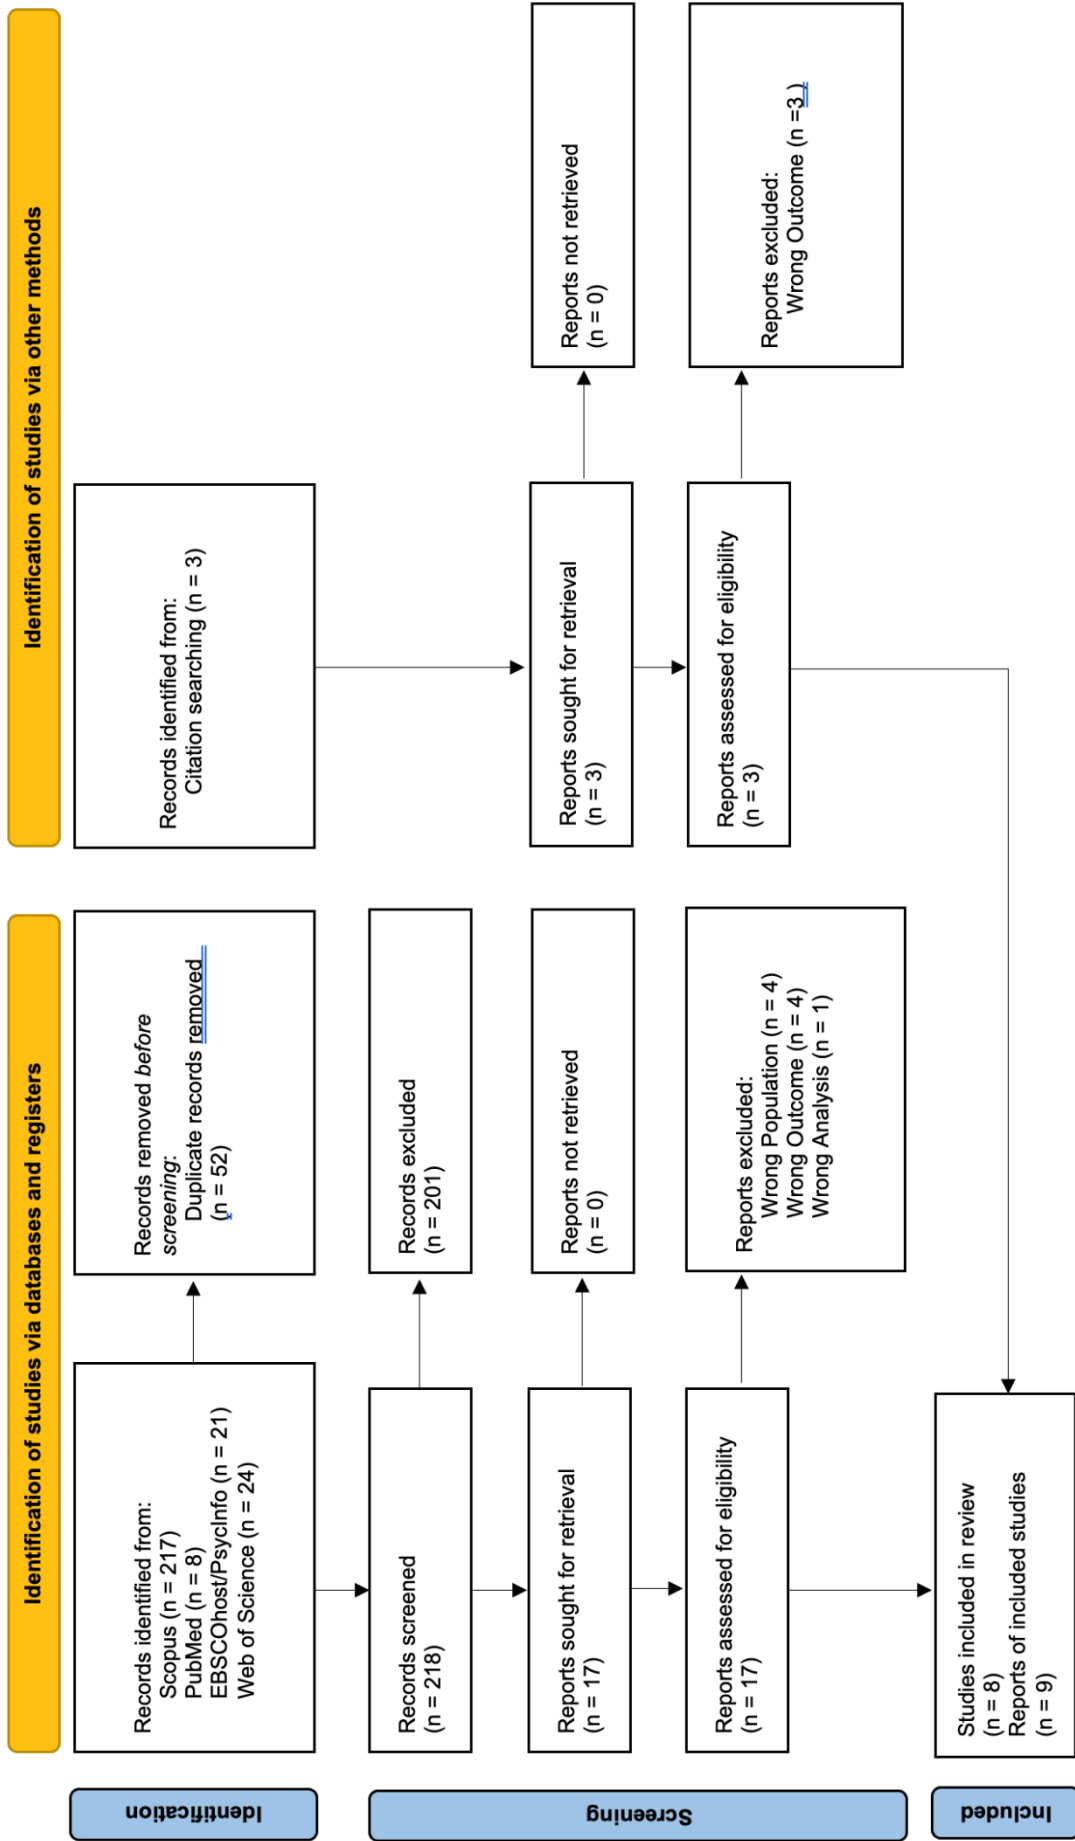 Identification of studies via databases and registers
Identification of studies via other methods
Identification
Records identified from:
Scopus (n = 217)
PubMed (n = 8)
EBSCOhost/PsycInfo (n = 21)
Web of Science (n = 24)
Records removed before
screening:
Duplicate records removed
(n = 52)
Records identified from:
Citation searching (n = 3)
Screening
Records screened
(n = 218)
Records excluded
(n = 201)
Reports sought for retrieval
(n = 17)
Reports not retrieved
(n = 0)
Reports sought for retrieval
(n = 3)
Reports not retrieved
(n = 0)
Reports assessed for eligibility
(n = 17)
Reports excluded:
Wrong Population (n = 4)
Wrong Outcome (n = 4)
Wrong Analysis (n = 1)
Reports assessed for eligibility
(n = 3)
Reports excluded:
Wrong Outcome (n =3 )
Included
Studies included in review
(n = 8)
Reports of included studies
(n = 9)